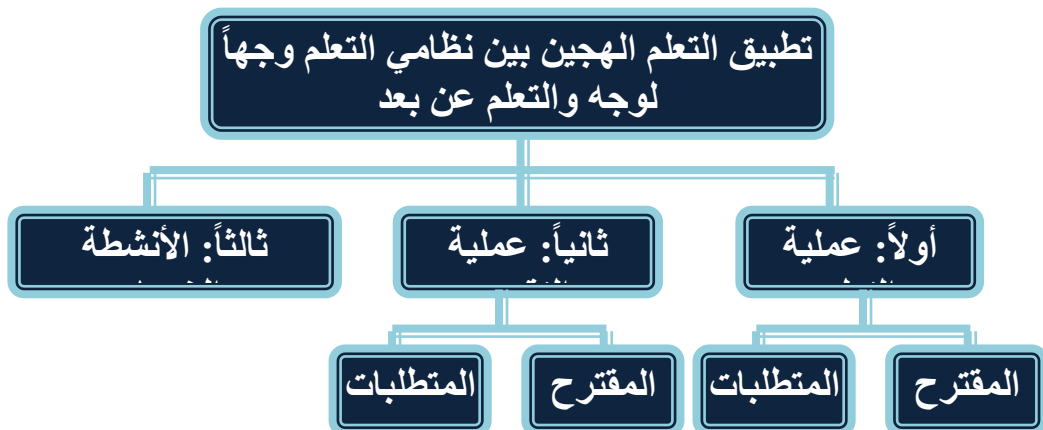 تطبيق التعلم الهجين بين نظامي التعلم وجهاً
لوجه والتعلم عن بعد
أولاً: عملية
ثانياً: عملية
ثالثاً: الأنشطة
المقترح
المتطلبات
المقترح
المتطلبات